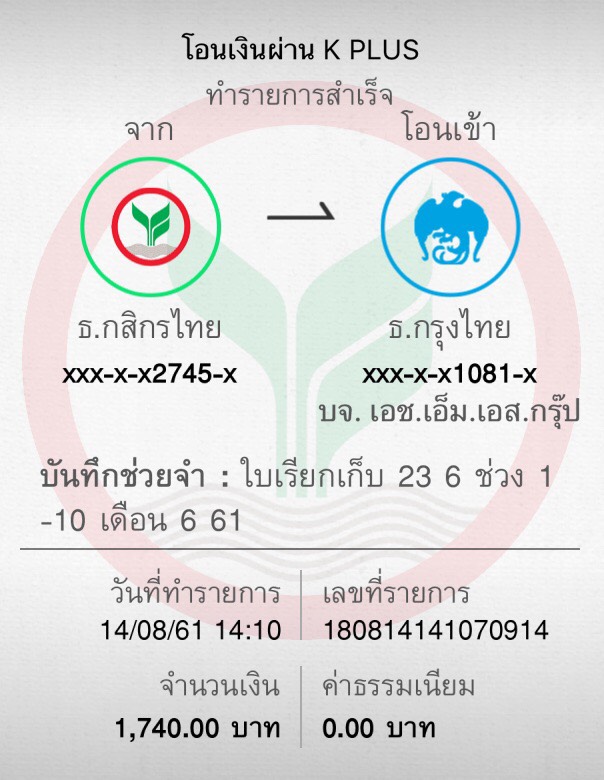 โอนเงินผ่าน K PLUS
ทำรายการสำเร็จ
จาก
โอนเข้า
ธ.กสิกรไทย
ธ.กรุงไทย
xxx-x-x2745-x
xxx-x-x1081-x
บจ. เอช.เอ็ม.เอส.กรุ๊ป
บันทึกช่วยจำ : ใบเรียกเก็บ 23 6 ช่วง 1
-10 เดือน 6 61
วันที่ทำรายการ
เลขที่รายการ
14/08/61 14:10
180814141070914
จำนวนเงิน
ค่าธรรมเนียม
1,740.00 บาท
0.00 บาท